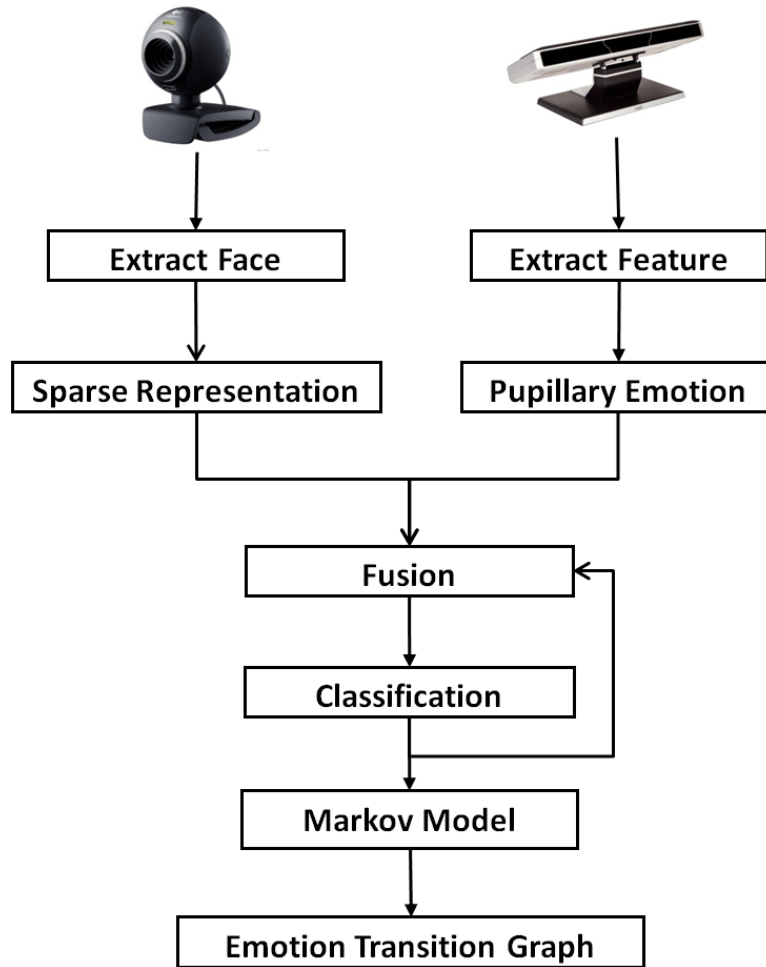 Extract Face
Extract Feature
Sparse Representation
Pupillary Emotion
Fusion
Classification
Markov Model
Emotion Transition Graph